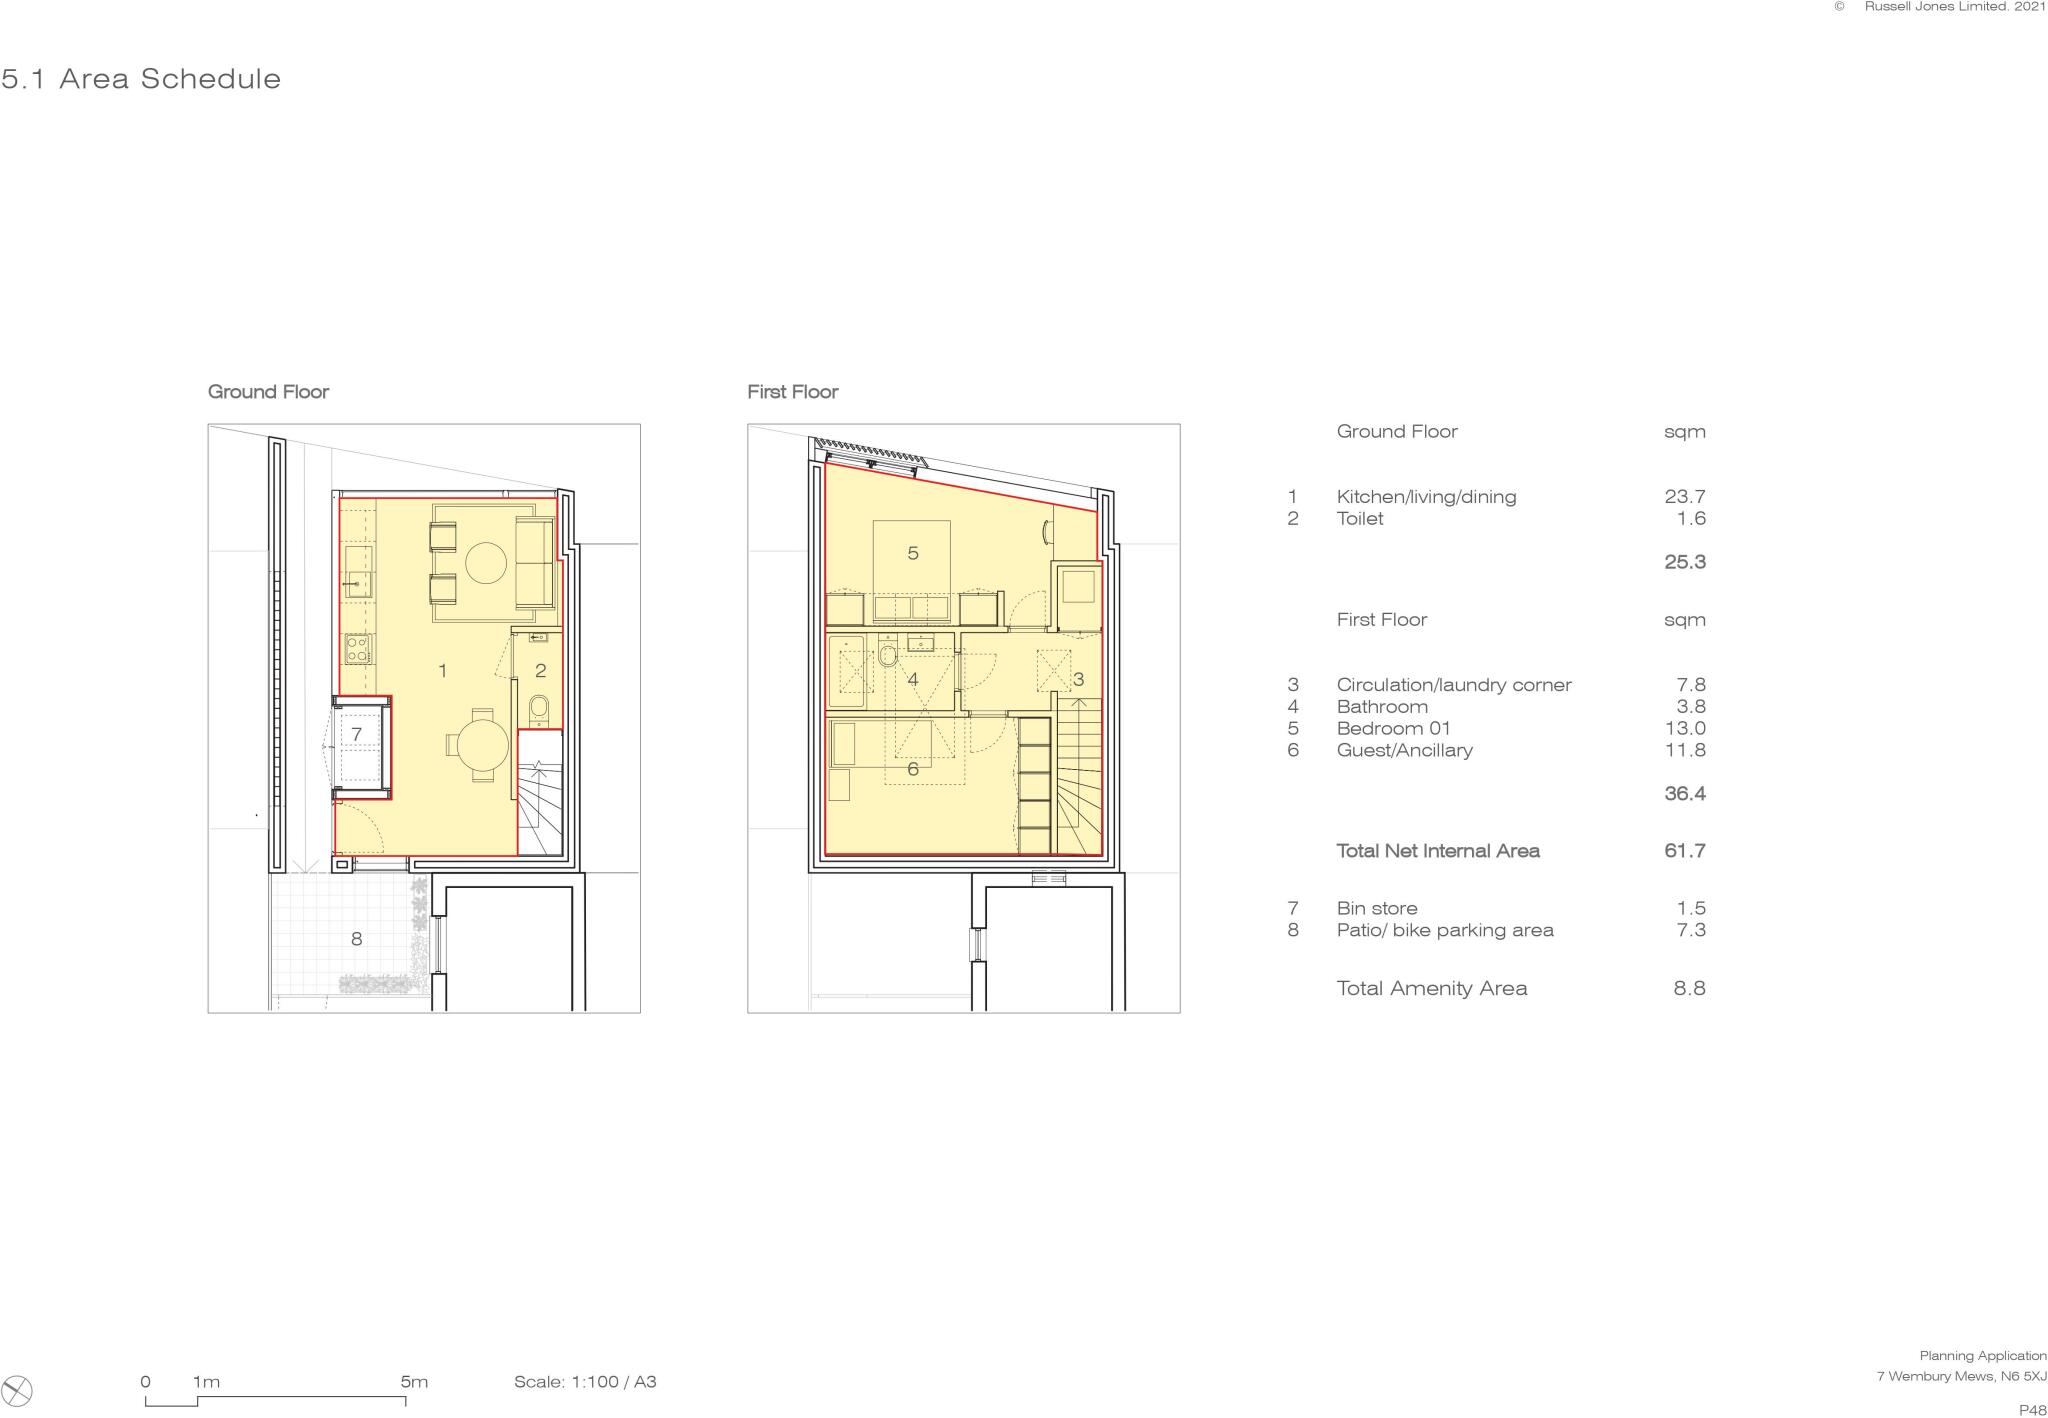 © Russell Jones Limited. 2021
5.1 Area Schedule
Ground Floor
1
2
7
8
First Floor
5
4
3
6
Ground Floor sqm
1 Kitchen/living/dining 23.7
2 Toilet 1.6
25.3
First Floor sqm
3 Circulation/laundry corner 7.8
4 Bathroom 3.8
5 Bedroom 01 13.0
6 Guest/Ancillary 11.8
36.4
Total Net Internal Area 61.7
7 Bin store 1.5
8 Patio/ bike parking area 7.3
Total Amenity Area 8.8
0 1m 5m Scale: 1:100 / A3
Planning Application
7 Wembury Mews, N6 5XJ
P48